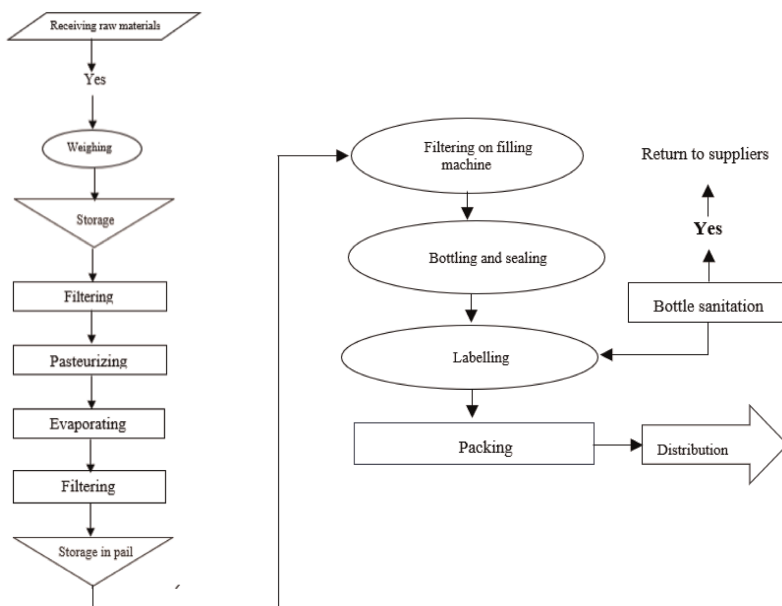 Receiving raw materials
Yes
Weighing
Storage
Filtering
Pasteurizing
Evaporating
Filtering
Storage in pail
Filtering on filling
machine
Bottling and sealing
Labelling
Packing
Return to suppliers
Yes
Bottle sanitation
Distribution